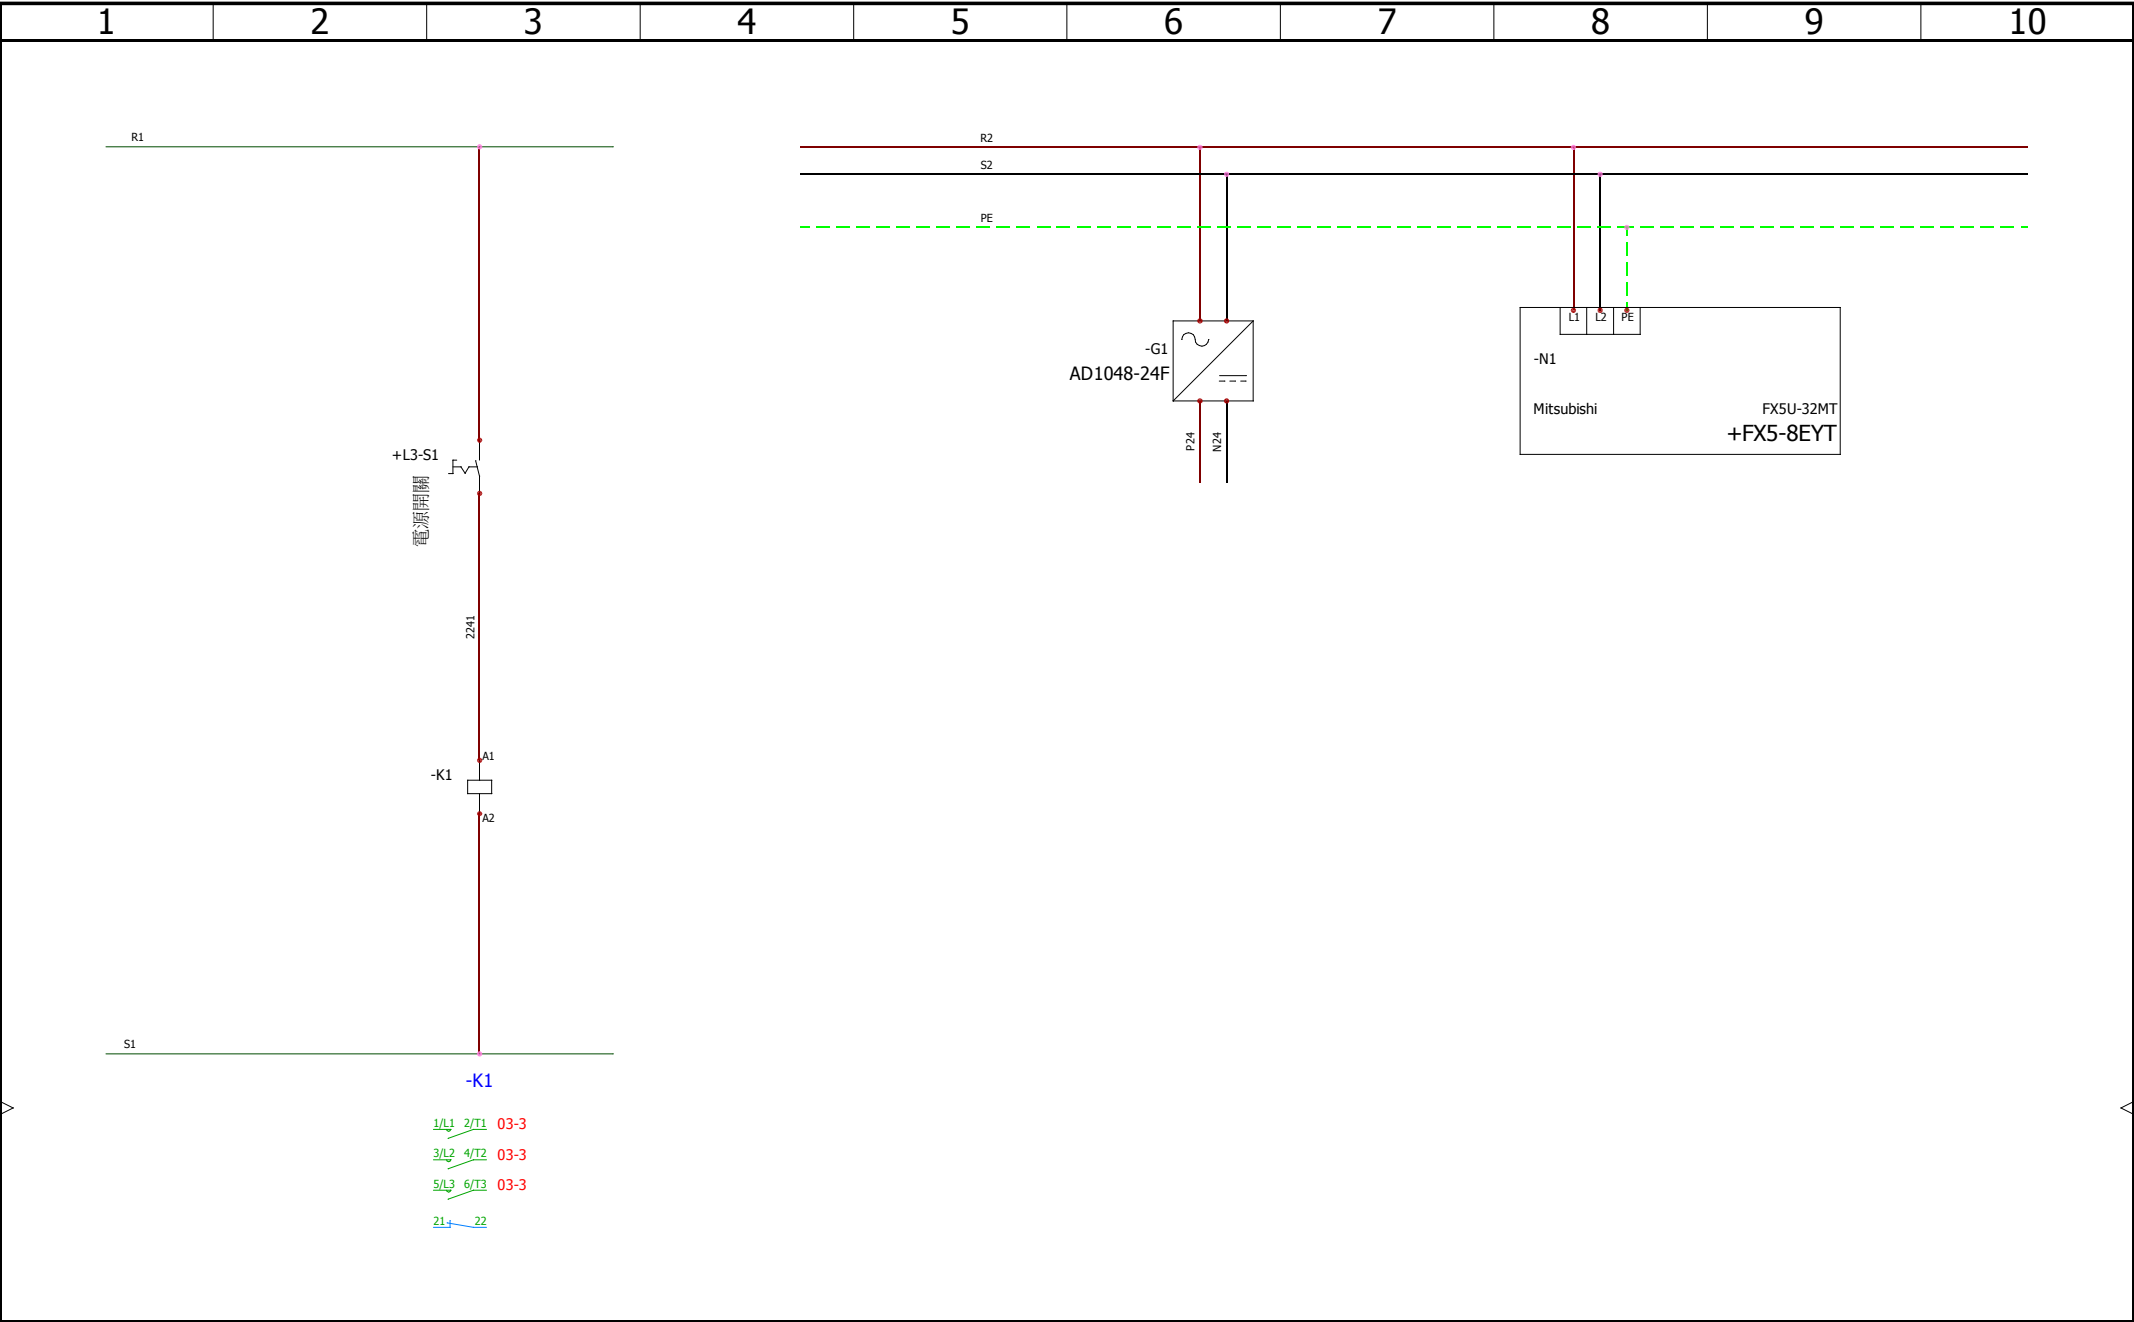 1 2 3 4 5 6 7 8 9 10
R1
R2
S2
PE
L1 L2 PE
-G1
AD1048-24F
-N1
Mitsubishi FX5U-32MT
+FX5-8EYT
P24 N24
+L3-S1
電源開關
2241
A1
-K1
A2
S1
-K1
1/L1 2/T1 03-3
3/L2 4/T2 03-3
5/L3 6/T3 03-3
21 22